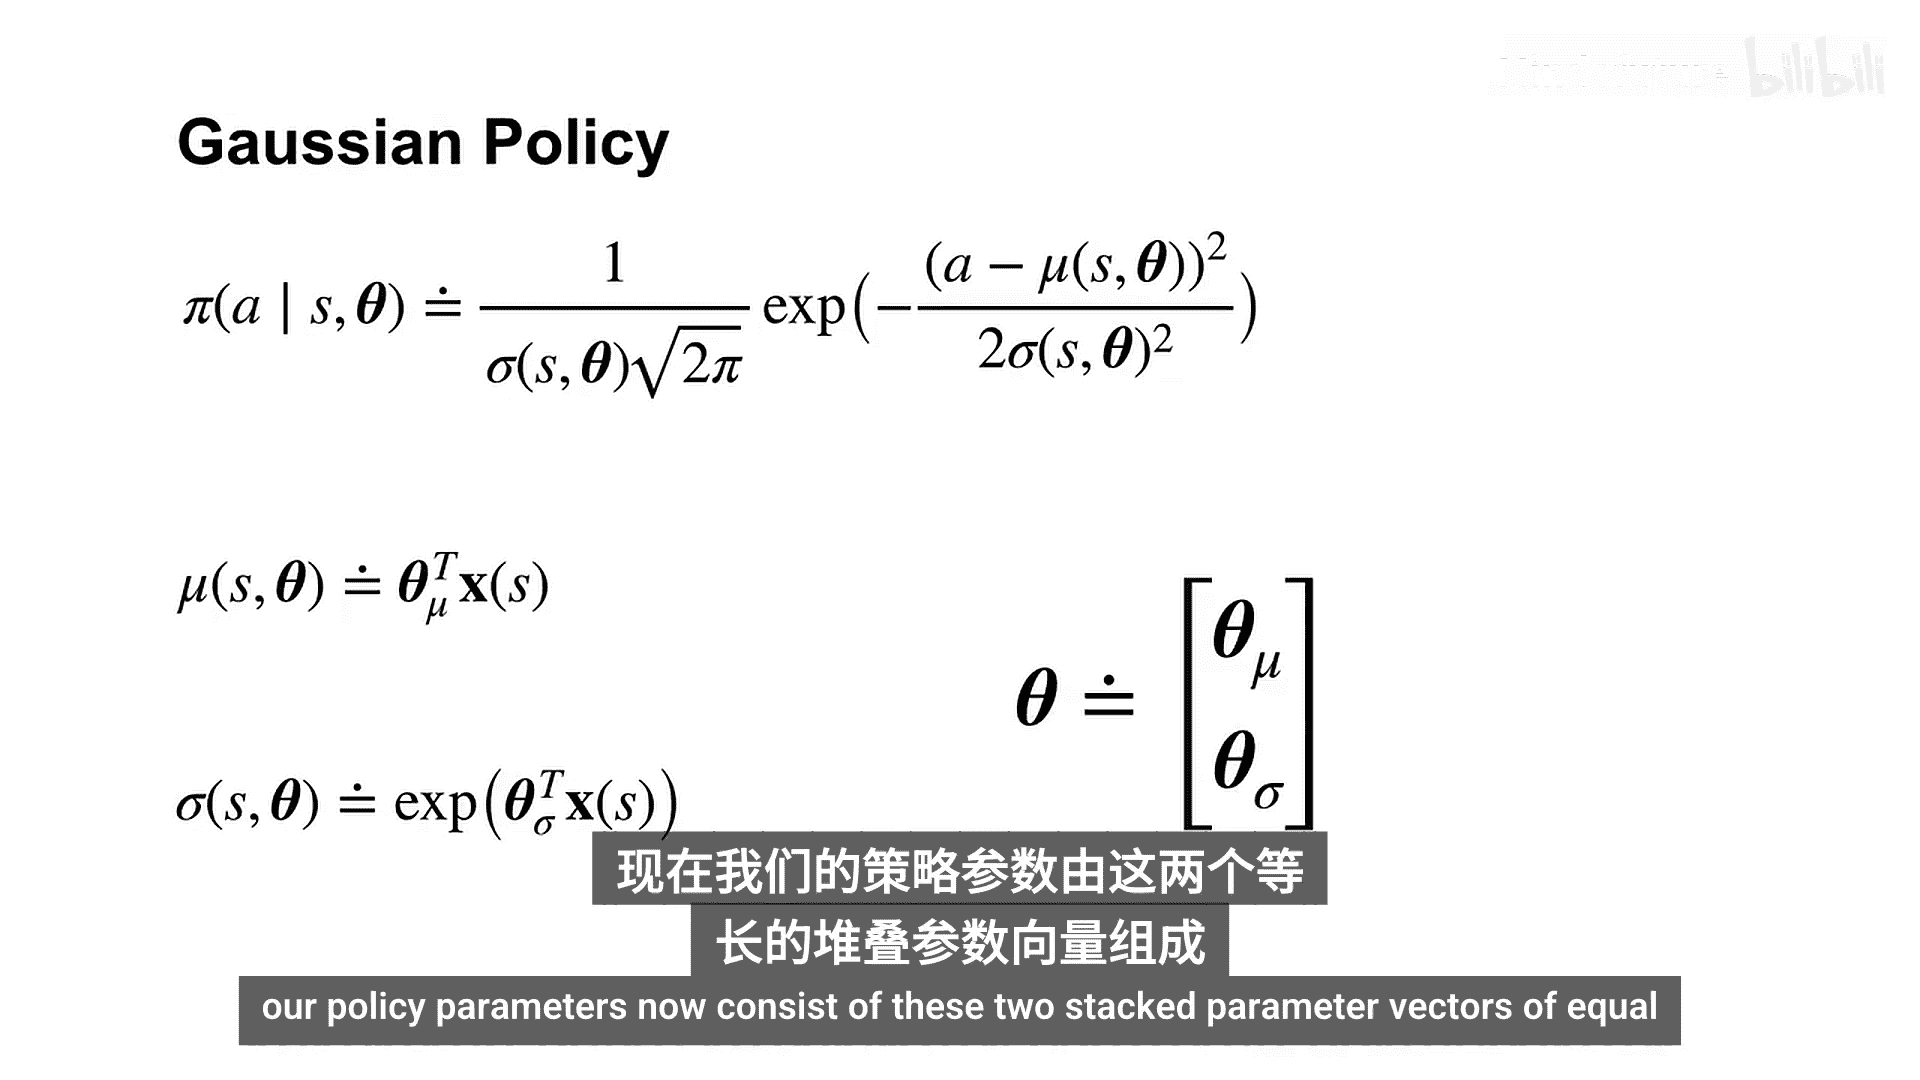 bilibili
Gaussian Policy
π(a | s, θ) ≐ 1 / (σ(s, θ)√2π) exp(−(a − μ(s, θ))² / 2σ(s, θ)²)
μ(s, θ) ≐ θ_μ^T x(s)
θ ≐ [θ_μ θ_σ]
σ(s, θ) ≐ exp(θ_σ^T x(s))
现在我们的策略参数由这两个等
长的堆叠参数向量组成
our policy parameters now consist of these two stacked parameter vectors of equal